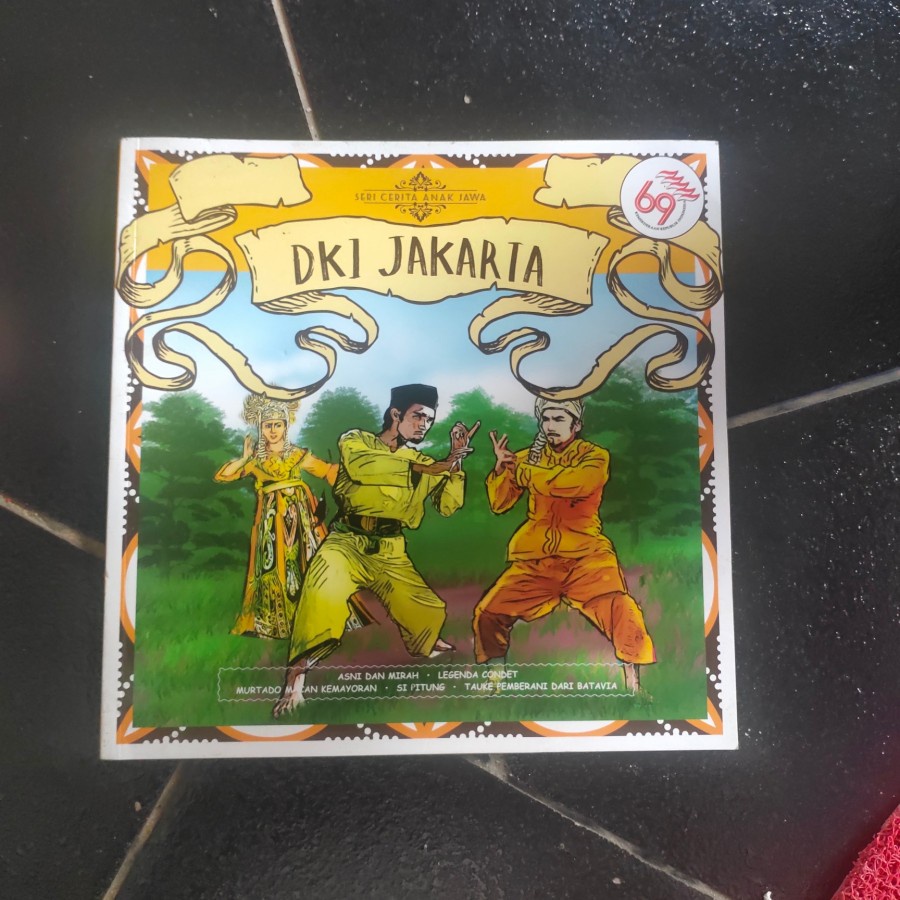 SERI CERITA ANAK JAWA
69
DKI JAKARTA
ASNI DAN MIRAH · LEGENDA CONDET
MURTADO MACAN KEMAYORAN · SI PITUNG · TAUKE PEMBERANI DARI BATAVIA